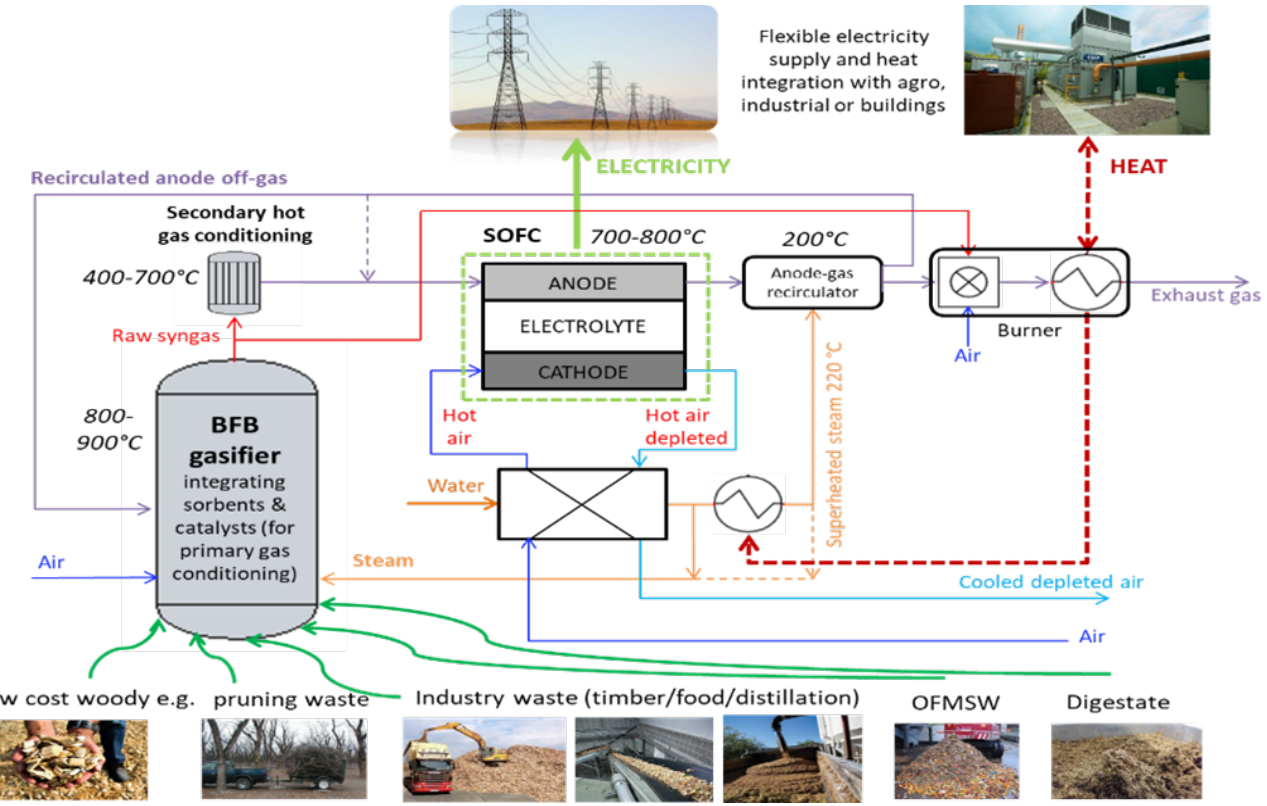 Flexible electricity
supply and heat
integration with agro,
industrial or buildings
ELECTRICITY
HEAT
Recirculated anode off-gas
Secondary hot
gas conditioning
400-700°C
SOFC
700-800°C
200°C
ANODE
ELECTROLYTE
CATHODE
Anode-gas
recirculator
Burner
Exhaust gas
Air
Raw syngas
800-
900°C
BFB
gasifier
integrating
sorbents &
catalysts (for
primary gas
conditioning)
Hot
air
Hot air
depleted
Water
Superheated steam 220 °C
Air
Steam
Cooled depleted air
Air
w cost woody e.g.
pruning waste
Industry waste (timber/food/distillation)
OFMSW
Digestate